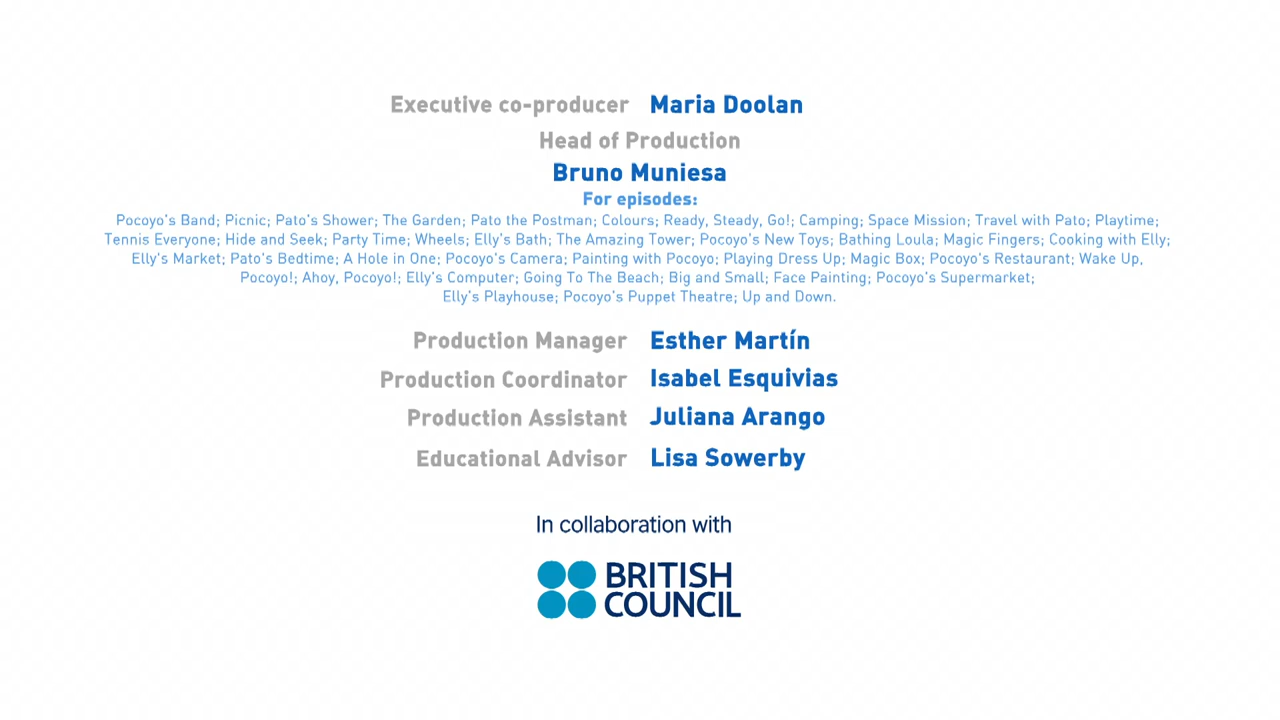 Executive co-producer Maria Doolan
Head of Production
Bruno Muniesa
For episodes:
Pocoyo's Band; Picnic; Pato's Shower; The Garden; Pato the Postman; Colours; Ready, Steady, Go!; Camping; Space Mission; Travel with Pato; Playtime;
Tennis Everyone; Hide and Seek; Party Time; Wheels; Elly's Bath; The Amazing Tower; Pocoyo's New Toys; Bathing Loula; Magic Fingers; Cooking with Elly;
Elly's Market; Pato's Bedtime; A Hole in One; Pocoyo's Camera; Painting with Pocoyo; Playing Dress Up; Magic Box; Pocoyo's Restaurant; Wake Up,
Pocoyo!; Ahoy, Pocoyo!; Elly's Computer; Going To The Beach; Big and Small; Face Painting; Pocoyo's Supermarket;
Elly's Playhouse; Pocoyo's Puppet Theatre; Up and Down.
Production Manager Esther Martín
Production Coordinator Isabel Esquivias
Production Assistant Juliana Arango
Educational Advisor Lisa Sowerby
In collaboration with
BRITISH
COUNCIL